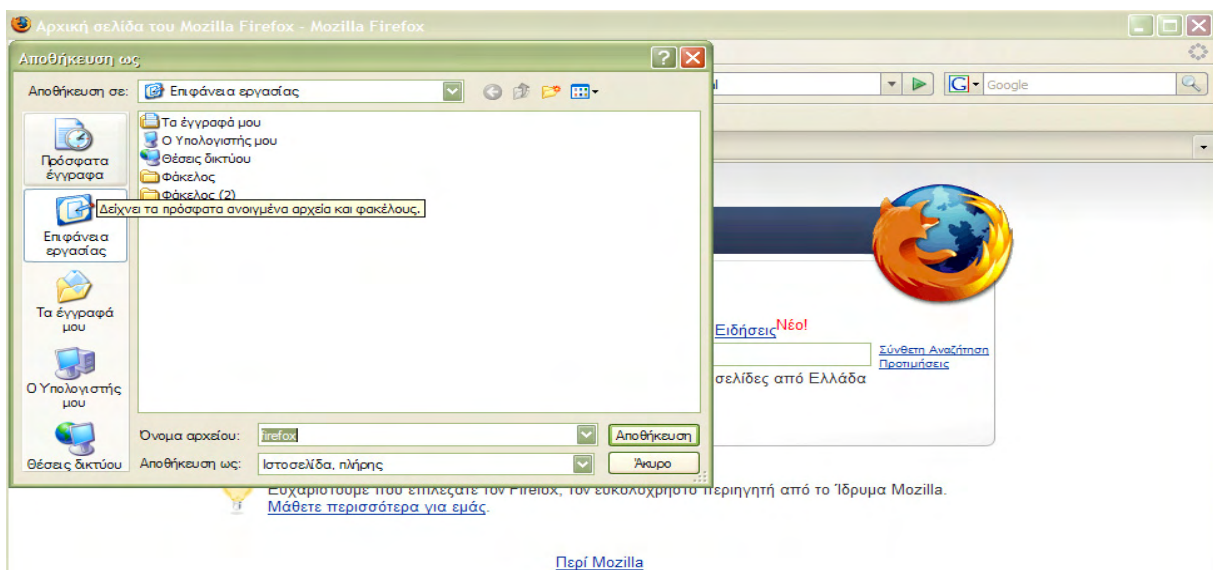 Αρχική σελίδα του Mozilla Firefox - Mozilla Firefox
Αποθήκευση ως
Αποθήκευση σε:
Επιφάνεια εργασίας
Google
Πρόσφατα
έγγραφα
Επιφάνεια
εργασίας
Τα έγγραφά
μου
Ο Υπολογιστής
μου
Θέσεις δικτύου
Τα έγγραφά μου
Ο Υπολογιστής μου
Θέσεις δικτύου
Φάκελος
Φάκελος (2)
Δείχνει τα πρόσφατα ανοιγμένα αρχεία και φακέλους.
Όνομα αρχείου:
firefox
Αποθήκευση
Αποθήκευση ως:
Ιστοσελίδα, πλήρης
Άκυρο
Ειδήσεις Νέο!
Σύνθετη Αναζήτηση
Προτιμήσεις
σελίδες από Ελλάδα
Ευχαριστούμε που επιλέξατε τον Firefox, τον ευκολόχρηστο περιηγητή από το Ίδρυμα Mozilla.
Μάθετε περισσότερα για εμάς.
Περί Mozilla